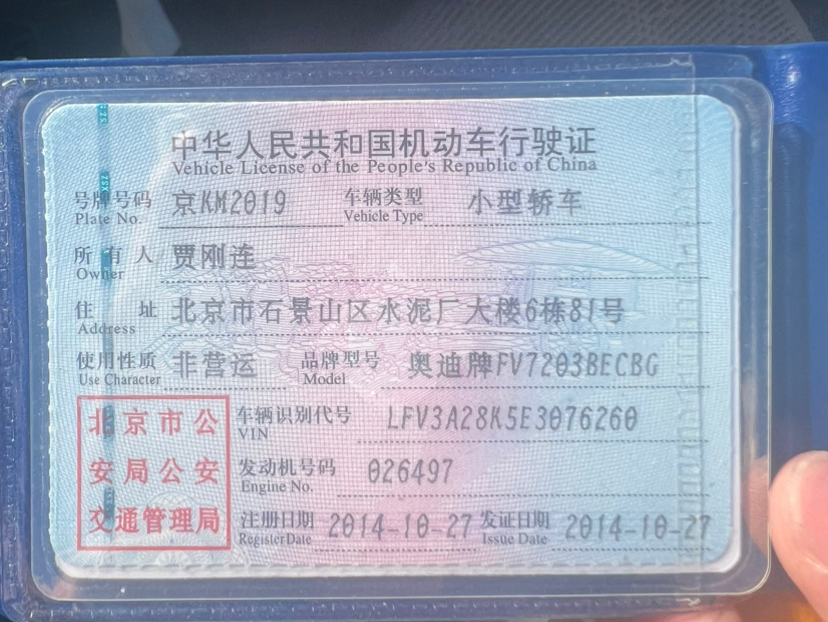 中华人民共和国机动车行驶证
Vehicle License of the People's Republic of China
号牌号码 京KM2019 车辆类型 小型轿车
Plate No. Vehicle Type
所有人 贾刚连
Owner
住址 北京市石景山区水泥厂大楼6栋81号
Address
使用性质 非营运 品牌型号 奥迪牌FV7203BECBG
Use Character Model
北京市公
安局公安
交通管理局
车辆识别代号 LFV3A28K5E3076260
VIN
发动机号码 026497
Engine No.
注册日期 2014-10-27 发证日期 2014-10-27
Register Date Issue Date